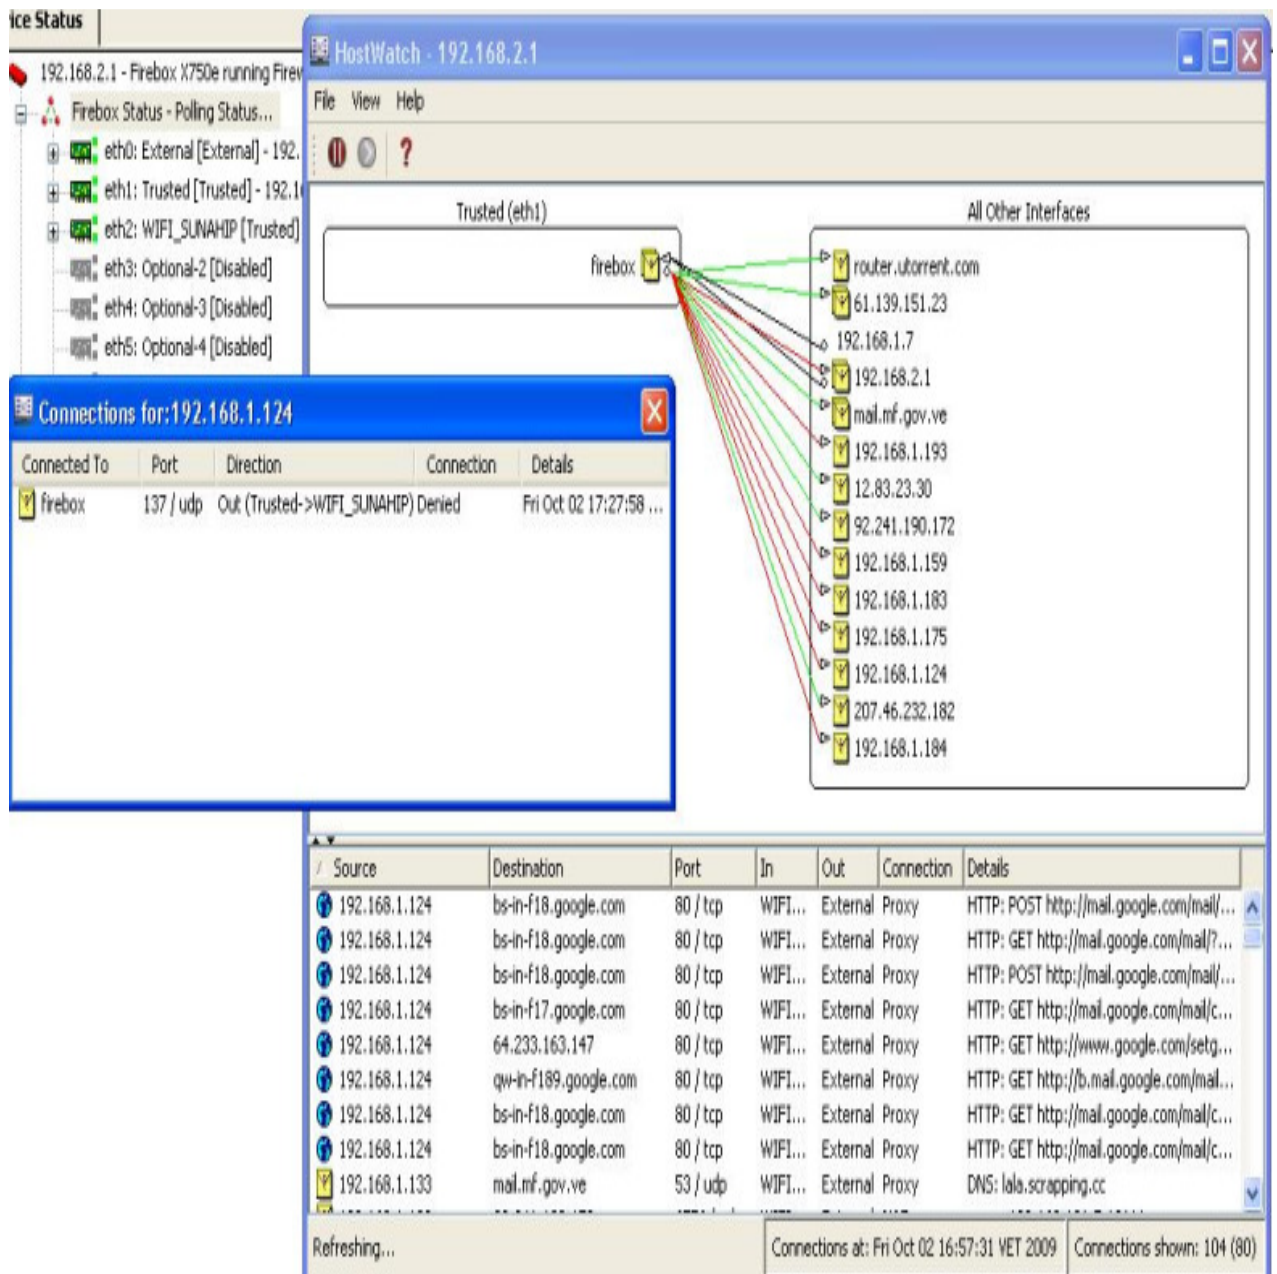 ice Status
192.168.2.1 - Firebox X750e running Firew
Firebox Status - Polling Status...
eth0: External [External] - 192.
eth1: Trusted [Trusted] - 192.16
eth2: WIFI_SUNAHIP [Trusted]
eth3: Optional-2 [Disabled]
eth4: Optional-3 [Disabled]
eth5: Optional-4 [Disabled]
HostWatch - 192.168.2.1
File View Help
Trusted (eth1)
firebox
All Other Interfaces
router.utorrent.com
61.139.151.23
192.168.1.7
192.168.2.1
mail.mf.gov.ve
192.168.1.193
12.83.23.30
92.241.190.172
192.168.1.159
192.168.1.183
192.168.1.175
192.168.1.124
207.46.232.182
192.168.1.184
Connections for:192.168.1.124
Connected To Port Direction Connection Details
firebox 137 / udp Out (Trusted->WIFI_SUNAHIP) Denied Fri Oct 02 17:27:58 ...
Source Destination Port In Out Connection Details
192.168.1.124 bs-in-f18.google.com 80 / tcp WIFI... External Proxy HTTP: POST http://mail.google.com/mail/...
192.168.1.124 bs-in-f18.google.com 80 / tcp WIFI... External Proxy HTTP: GET http://mail.google.com/mail/?...
192.168.1.124 bs-in-f18.google.com 80 / tcp WIFI... External Proxy HTTP: POST http://mail.google.com/mail/...
192.168.1.124 bs-in-f17.google.com 80 / tcp WIFI... External Proxy HTTP: GET http://mail.google.com/mail/c...
192.168.1.124 64.233.163.147 80 / tcp WIFI... External Proxy HTTP: GET http://www.google.com/setg...
192.168.1.124 qw-in-f189.google.com 80 / tcp WIFI... External Proxy HTTP: GET http://b.mail.google.com/mail...
192.168.1.124 bs-in-f18.google.com 80 / tcp WIFI... External Proxy HTTP: GET http://mail.google.com/mail/c...
192.168.1.124 bs-in-f18.google.com 80 / tcp WIFI... External Proxy HTTP: GET http://mail.google.com/mail/c...
192.168.1.133 mail.mf.gov.ve 53 / udp WIFI... External Proxy DNS: lala.scrapping.cc
Refreshing... Connections at: Fri Oct 02 16:57:31 VET 2009 Connections shown: 104 (80)